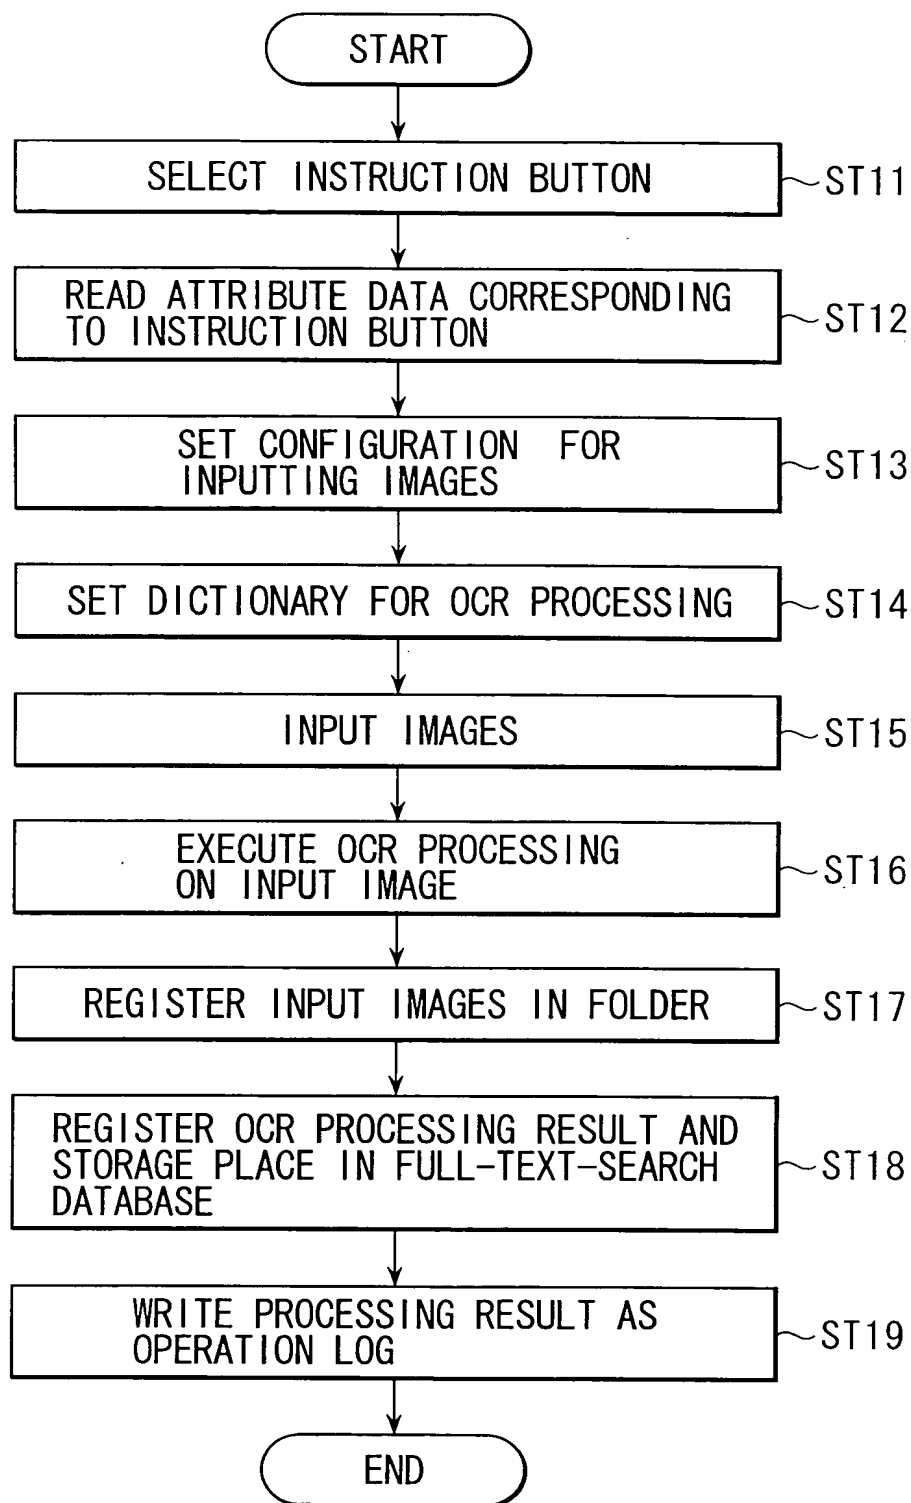 START
SELECT INSTRUCTION BUTTON
ST11
READ ATTRIBUTE DATA CORRESPONDING
TO INSTRUCTION BUTTON
ST12
SET CONFIGURATION FOR
INPUTTING IMAGES
ST13
SET DICTIONARY FOR OCR PROCESSING
ST14
INPUT IMAGES
ST15
EXECUTE OCR PROCESSING
ON INPUT IMAGE
ST16
REGISTER INPUT IMAGES IN FOLDER
ST17
REGISTER OCR PROCESSING RESULT AND
STORAGE PLACE IN FULL-TEXT-SEARCH
DATABASE
ST18
WRITE PROCESSING RESULT AS
OPERATION LOG
ST19
END